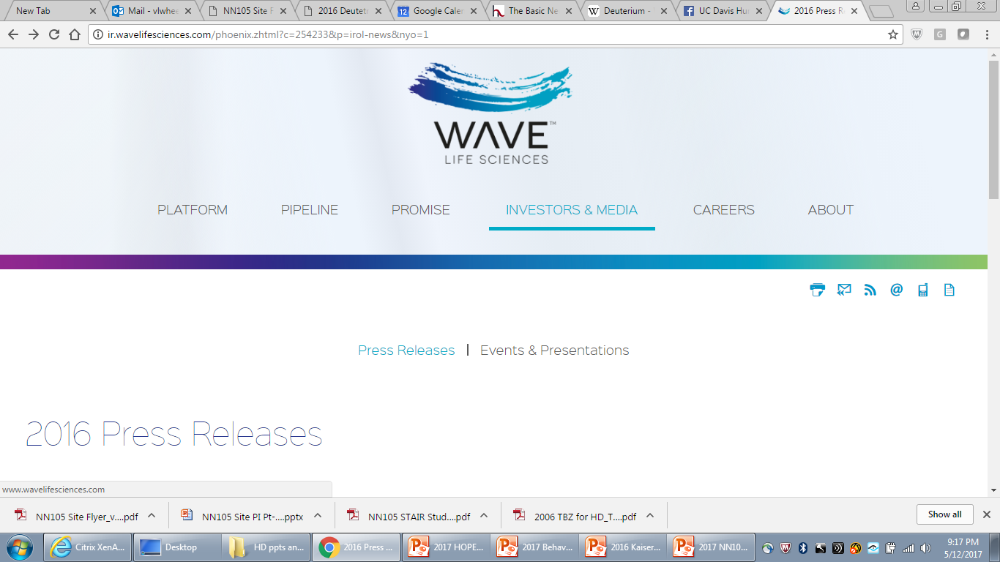 New Tab
Mail - vlwhee
NN105 Site F
2016 Deutetr
Google Caler
The Basic Ne
Deuterium -
UC Davis Hu
2016 Press R
ir.wavelifesciences.com/phoenix.zhtml?c=254233&p=irol-news&nyo=1
WAVE™
LIFE SCIENCES
PLATFORM
PIPELINE
PROMISE
INVESTORS & MEDIA
CAREERS
ABOUT
Press Releases | Events & Presentations
2016 Press Releases
www.wavelifesciences.com
NN105 Site Flyer_v....pdf
NN105 Site PI Pt-....pptx
NN105 STAIR Stud....pdf
2006 TBZ for HD_T....pdf
Show all
Citrix XenA...
Desktop
HD ppts an...
2016 Press ...
2017 HOPE...
2017 Behav...
2016 Kaiser...
2017 NN10...
9:17 PM
5/12/2017